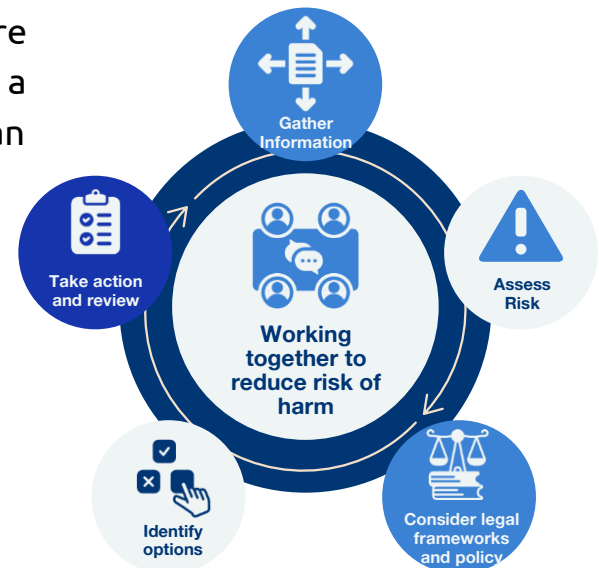 re
a
an
Gather
Information
Assess
Risk
Consider legal
frameworks
and policy
Identify
options
Take action
and review
Working
together to
reduce risk of
harm